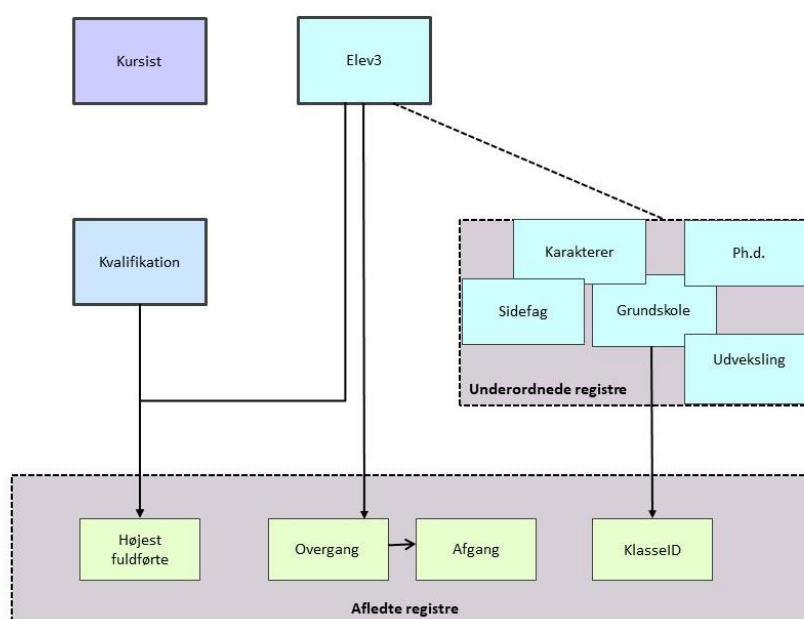 Kursist
Elev3
Kvalifikation
Karakterer
Ph.d.
Sidefag
Grundskole
Udveksling
Underordnede registre
Højest
fuldførte
Overgang
Afgang
KlasseID
Afledte registre